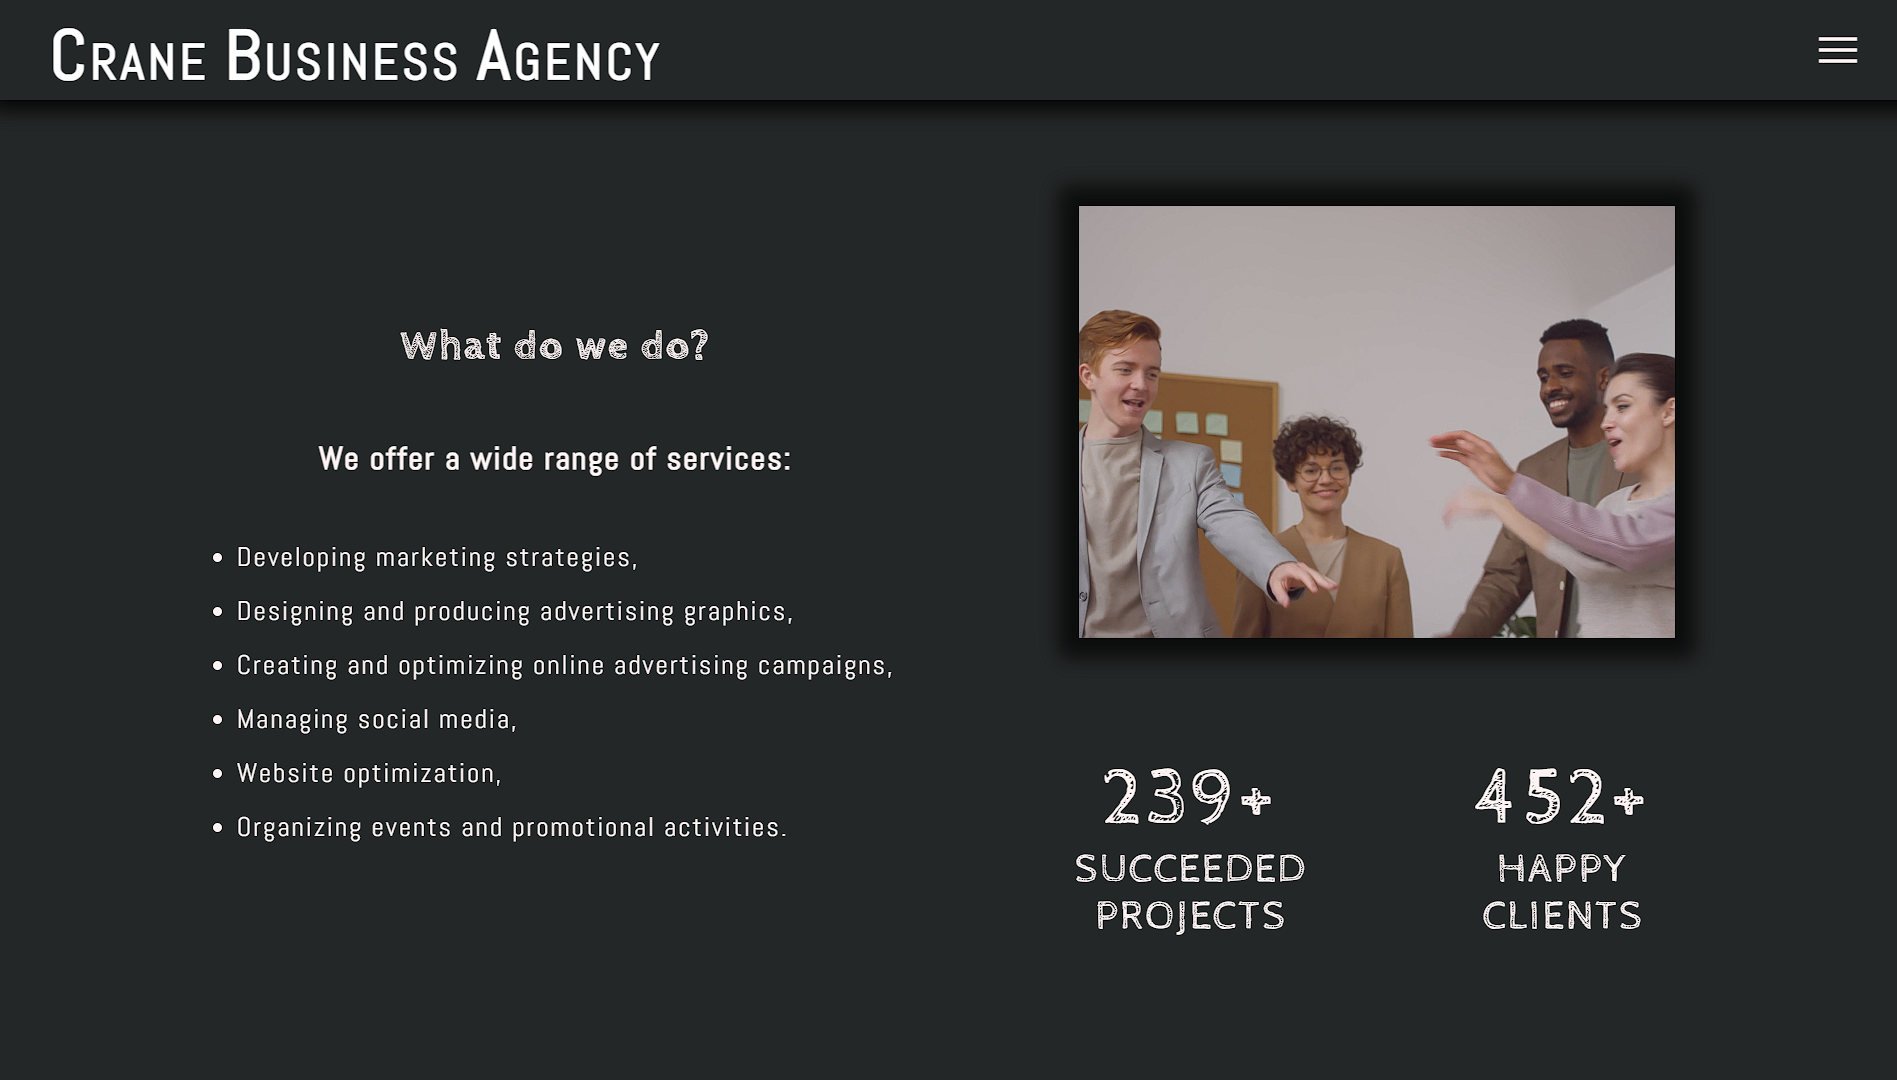 Crane Business Agency
What do we do?
We offer a wide range of services:
• Developing marketing strategies,
• Designing and producing advertising graphics,
• Creating and optimizing online advertising campaigns,
• Managing social media,
• Website optimization,
• Organizing events and promotional activities.
239+
SUCCEEDED
PROJECTS
452+
HAPPY
CLIENTS